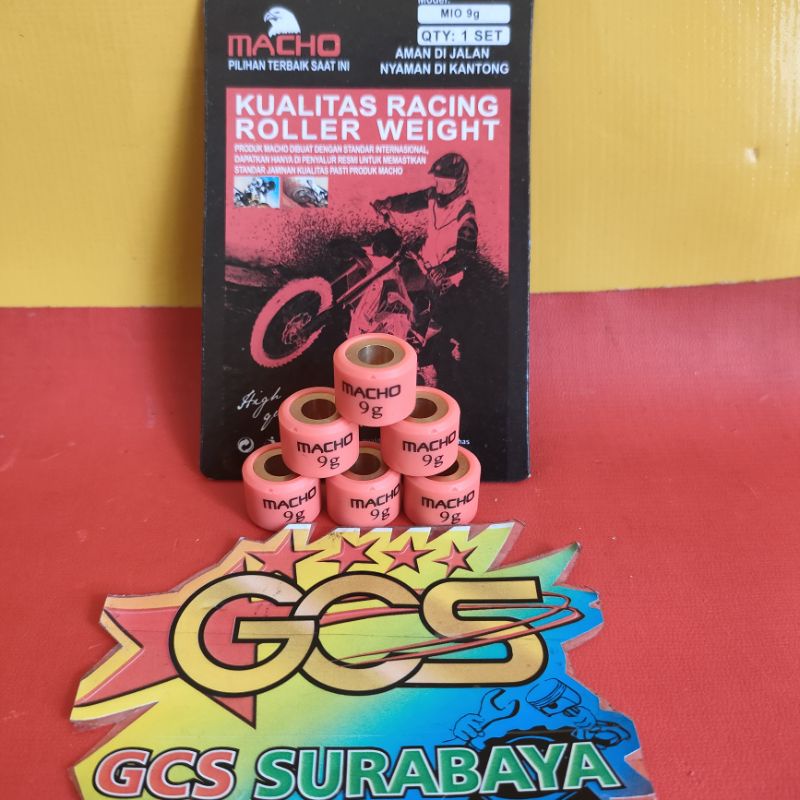 Model:
MIO 9g
QTY: 1 SET
MACHO
PILIHAN TERBAIK SAAT INI
AMAN DI JALAN
NYAMAN DI KANTONG
KUALITAS RACING
ROLLER WEIGHT
PRODUK MACHO DIBUAT DENGAN STANDAR INTERNASIONAL,
DAPATKAN HANYA DI PENYALUR RESMI UNTUK MEMASTIKAN
STANDAR JAMINAN KUALITAS PASTI PRODUK MACHO
High
MACHO
9g
MACHO
9g
MACHO
9g
MACHO
9g
MACHO
9g
MACHO
9g
GCS
GCS SURABAYA